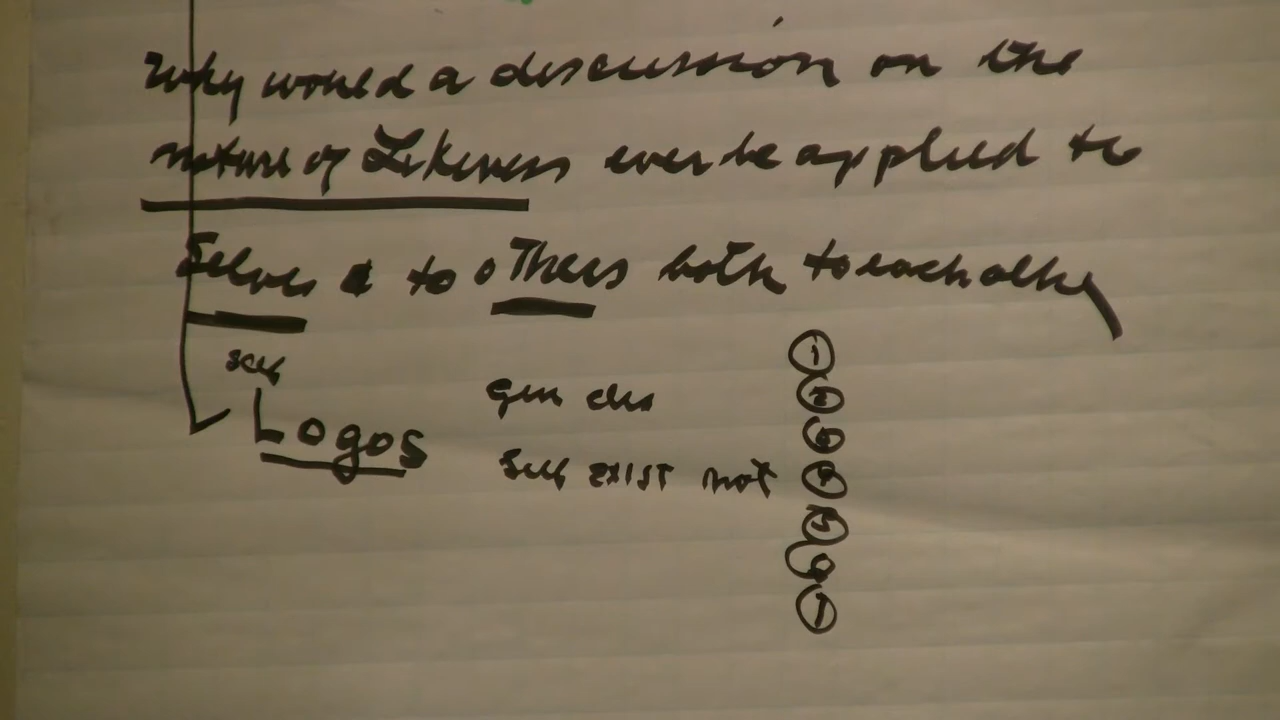 Why would a discussion on the
nature of Likeness ever be applied to
Selves & to oThers both to each other
self
Logos
gen
Self exist not
1
2
3
4
5
6
7